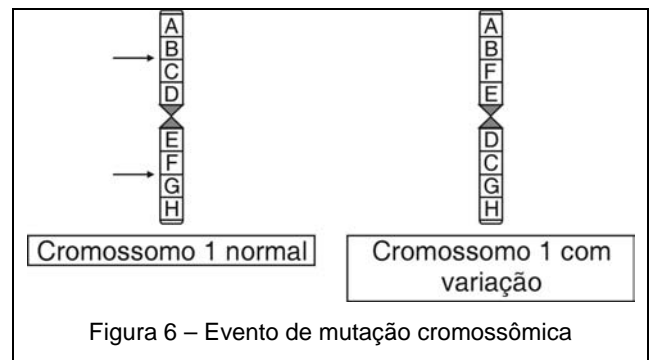 A
B
C
D
E
F
G
H
Cromossomo 1 normal
A
B
F
E
D
C
G
H
Cromossomo 1 com
variação
Figura 6 – Evento de mutação cromossômica